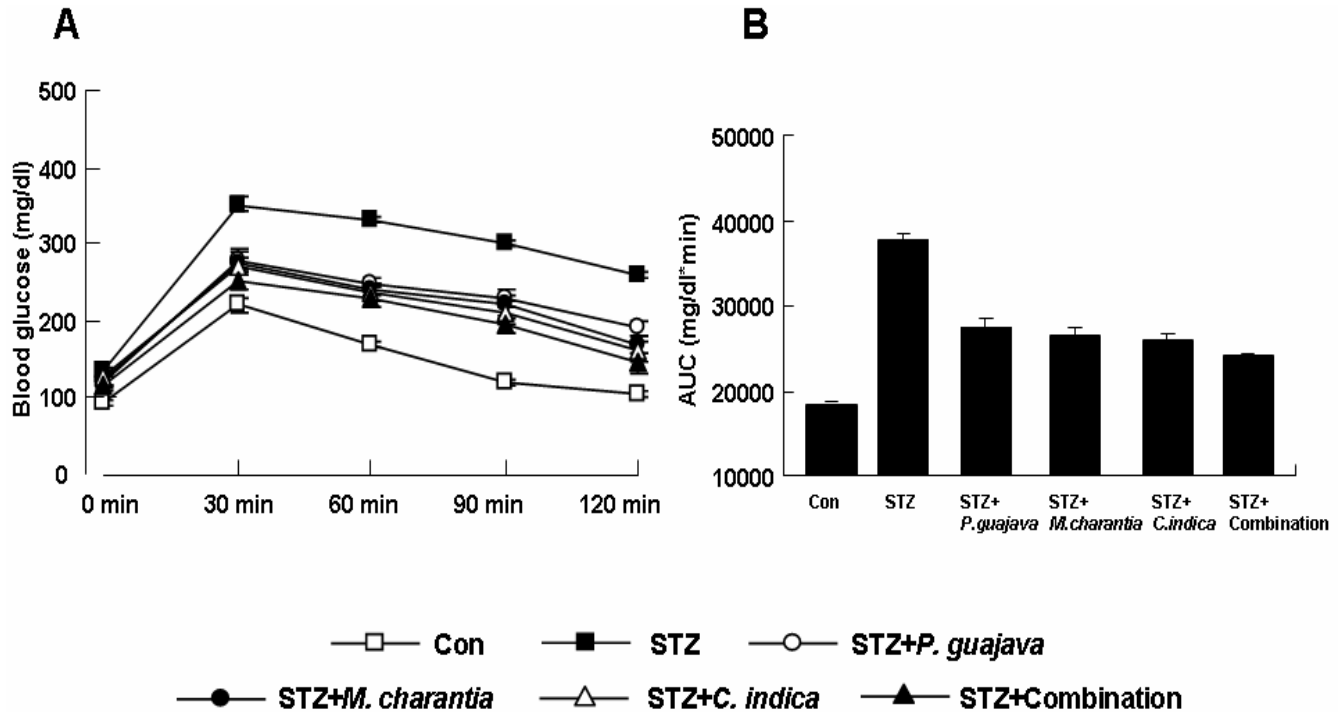 A
B
Blood glucose (mg/dl)
500
400
300
200
100
0
0 min 30 min 60 min 90 min 120 min
AUC (mg/dl*min)
50000
40000
30000
20000
10000
Con STZ STZ+ STZ+ STZ+ STZ+
P.guajava M.charantia C.indica Combination
Con STZ STZ+P. guajava
STZ+M. charantia STZ+C. indica STZ+Combination